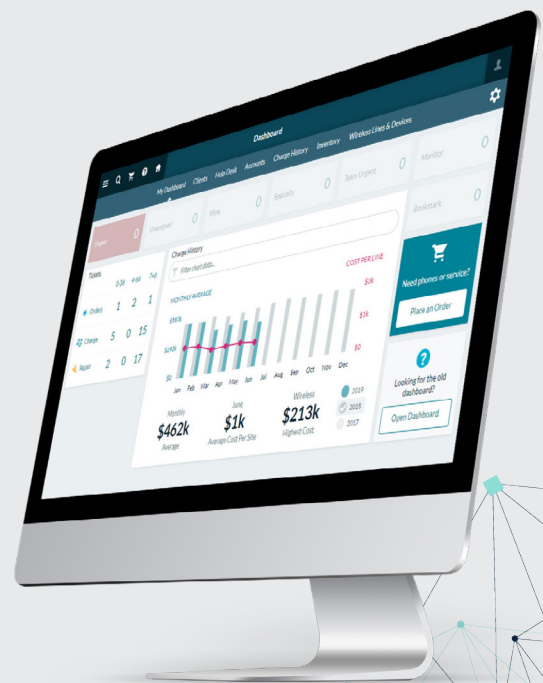 Dashboard
My Dashboard Clients Help Desk Accounts Charge History Inventory Wireless Lines & Devices
Urgent 0
Unassigned 0
Mine 0
Specialty 0
Team Urgent 0
Monitor 0
Bookmark 0
Tickets 0-3d 4-6d 7+d
Orders 1 2 1
Change 5 0 15
Repair 2 0 17
Charge History
Filter chart data...
MONTHLY AVERAGE
COST PER LINE
$2k
$1k
$0
$0
Jan Feb Mar Apr May Jun Jul Aug Sep Oct Nov Dec
Monthly
$462k
Average
June
$1k
Average Cost Per Site
Wireless
$213k
Highest Cost
2019
2018
2017
Need phones or service?
Place an Order
?
Looking for the old
dashboard?
Open Dashboard